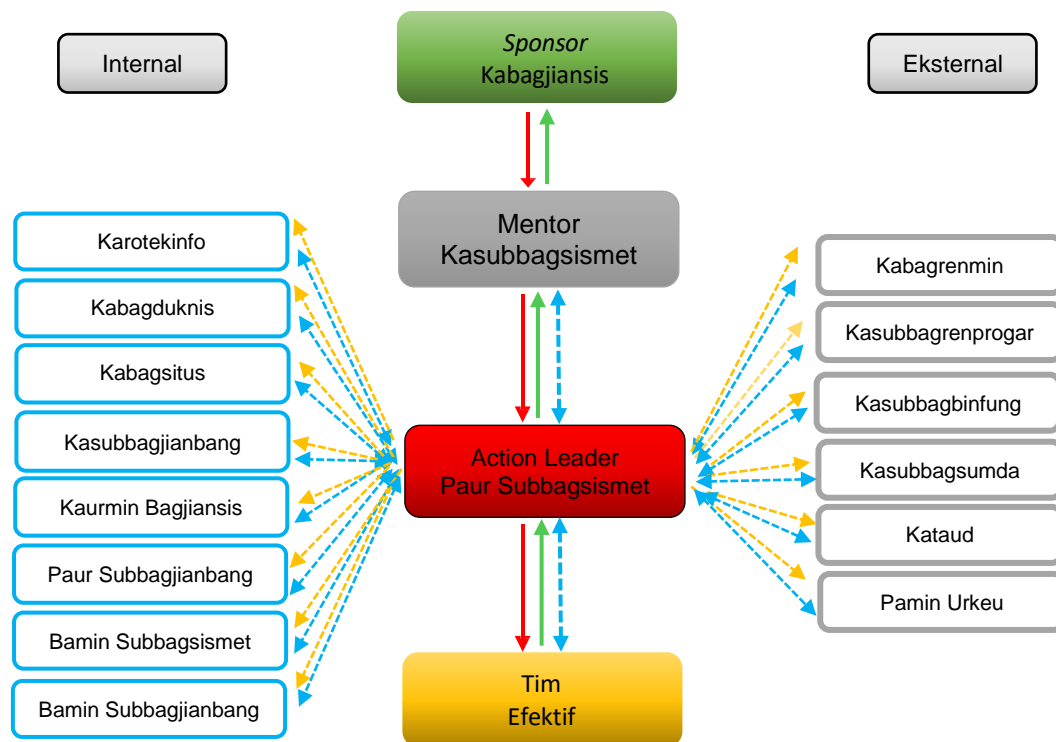 Internal
Sponsor
Kabagjiansis
Eksternal
Mentor
Kasubbagsismet
Karotekinfo
Kabagduknis
Kabagsitus
Kasubbagjianbang
Kaurmin Bagjiansis
Paur Subbagjianbang
Bamin Subbagsismet
Bamin Subbagjianbang
Action Leader
Paur Subbagsismet
Kabagrenmin
Kasubbagrenprogar
Kasubbagbinfung
Kasubbagsumda
Kataud
Pamin Urkeu
Tim
Efektif